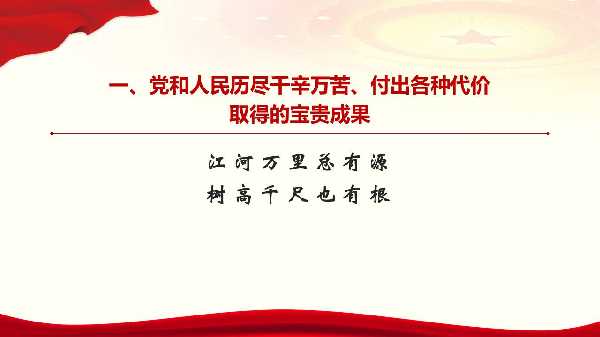 一、党和人民历尽千辛万苦、付出各种代价
取得的宝贵成果
江河万里总有源
树高千尺也有根